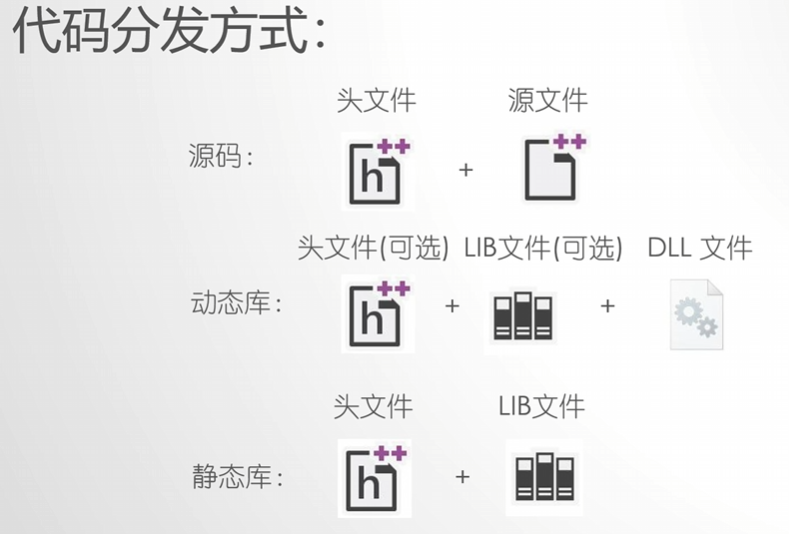 代码分发方式：
头文件 源文件
源码： h++ + ++
头文件(可选) LIB文件(可选) DLL 文件
动态库： h++ + +
头文件 LIB文件
静态库： h++ +